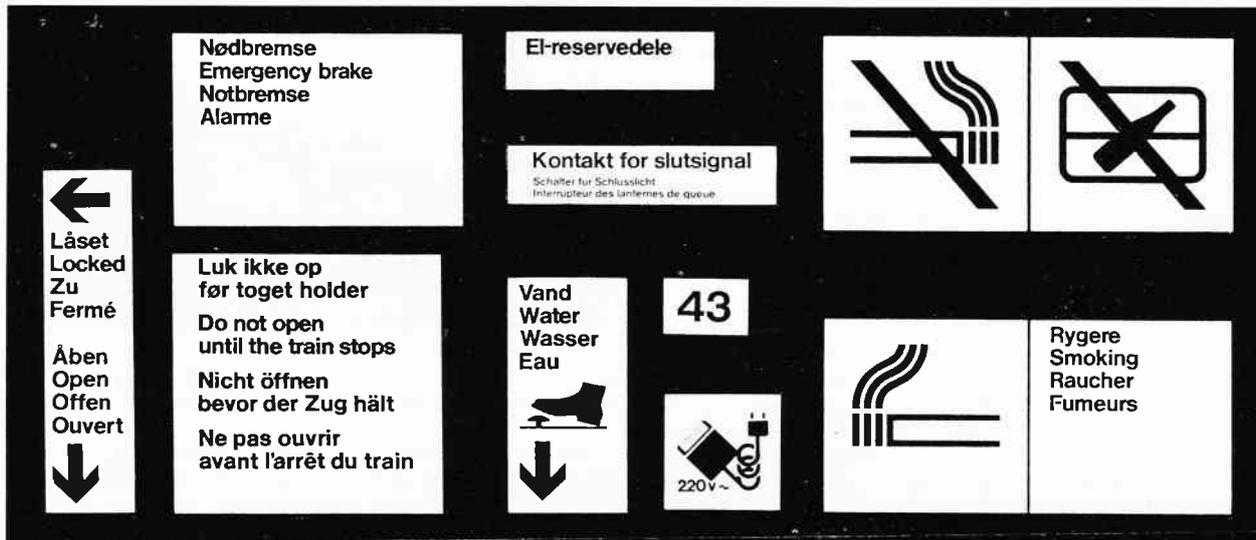 Nødbremse
Emergency brake
Notbremse
Alarme
El-reservedele
Kontakt for slutsignal
Schalter fur Schlusslicht
Interrupteur des lanternes de queue
Låset
Locked
Zu
Fermé
Åben
Open
Offen
Ouvert
Luk ikke op
før toget holder
Do not open
until the train stops
Nicht öffnen
bevor der Zug hält
Ne pas ouvrir
avant l'arrêt du train
Vand
Water
Wasser
Eau
43
220v~
Rygere
Smoking
Raucher
Fumeurs